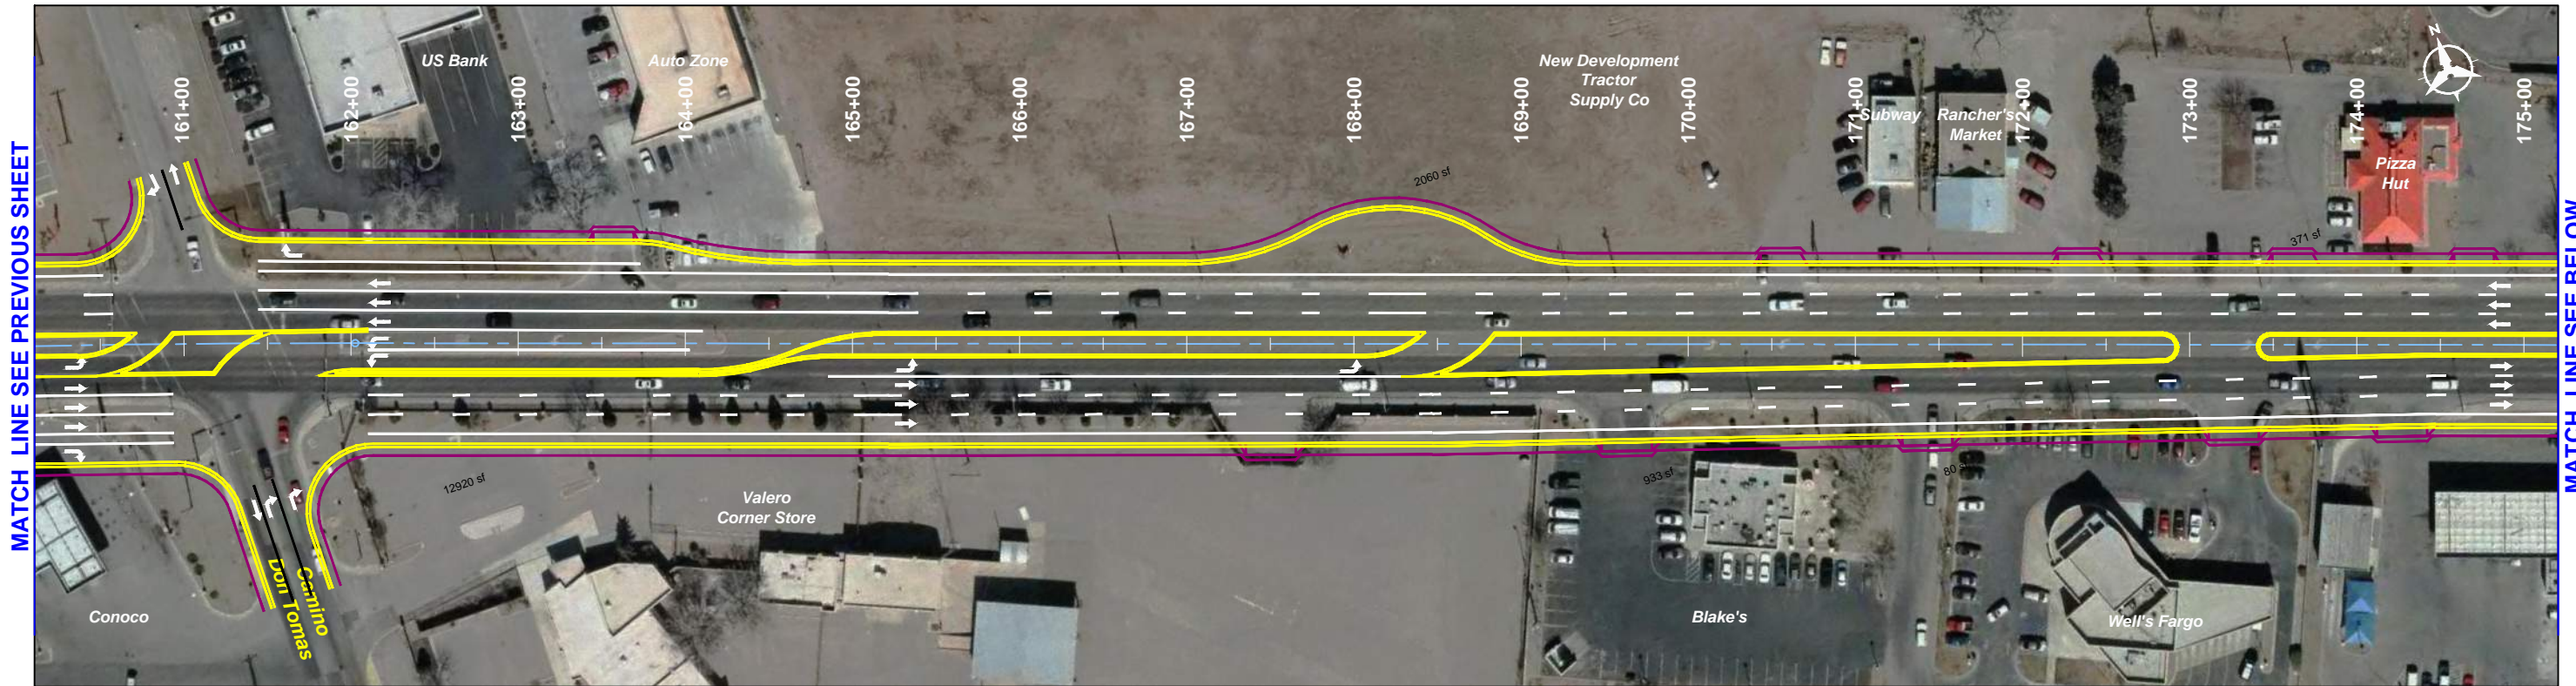 MATCH LINE SEE PREVIOUS SHEET
161+00
162+00
163+00
164+00
165+00
166+00
167+00
168+00
169+00
170+00
171+00
172+00
173+00
174+00
175+00
N
US Bank
Auto Zone
New Development
Tractor
Supply Co
Subway
Rancher's
Market
Pizza
Hut
2060 sf
371 sf
12920 sf
933 sf
80 sf
Valero
Corner Store
Conoco
Camino
Don Tomas
Blake's
Well's Fargo
MATCH LINE SEE BELOW